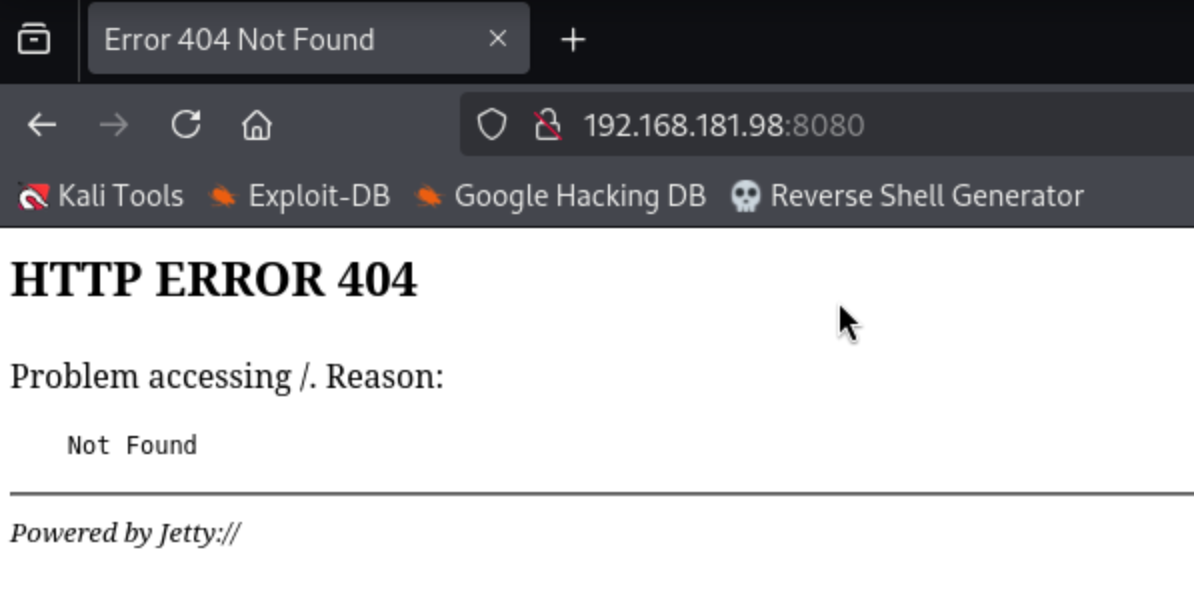 Error 404 Not Found
192.168.181.98:8080
Kali Tools Exploit-DB Google Hacking DB Reverse Shell Generator
HTTP ERROR 404
Problem accessing /. Reason:
Not Found
Powered by Jetty://